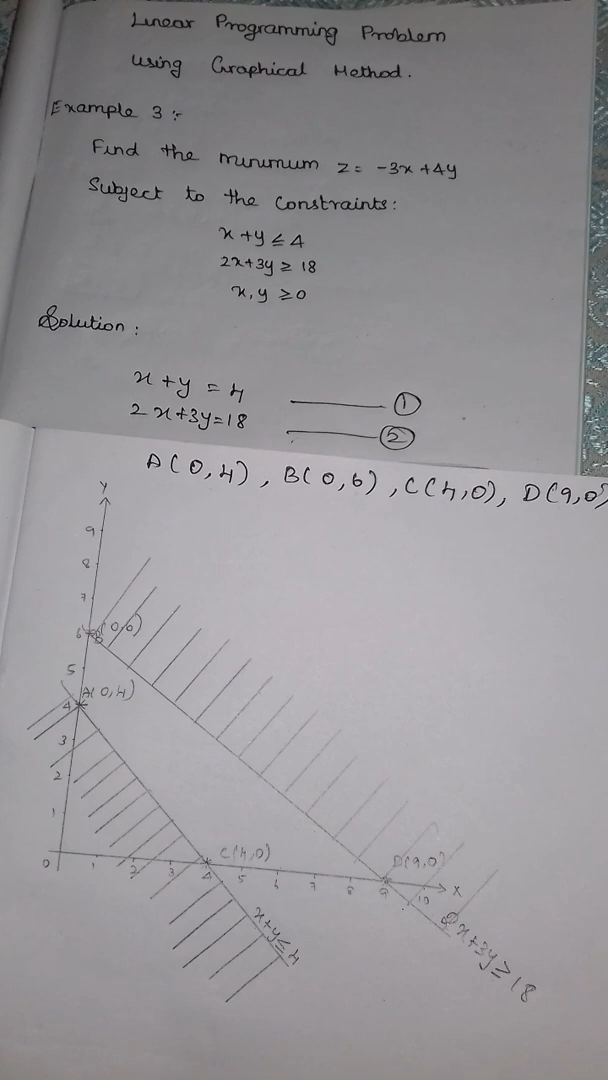 Linear Programming Problem
Using Graphical Method.
Example 3 :-
Find the minimum z = -3x + 4y
Subject to the constraints:
x + y ≤ 4
2x + 3y ≥ 18
x, y ≥ 0
Solution :
x + y = 4 ——— ①
2x + 3y = 18 ——— ②
A(0,4), B(0,6), C(4,0), D(9,0)
Y
9
8
7
6 B(0,6)
5
4 A(0,4)
3
2
1
C(4,0) D(9,0)
0 1 2 3 4 5 6 7 8 9 10 X
x+y≤4
2x+3y≥18